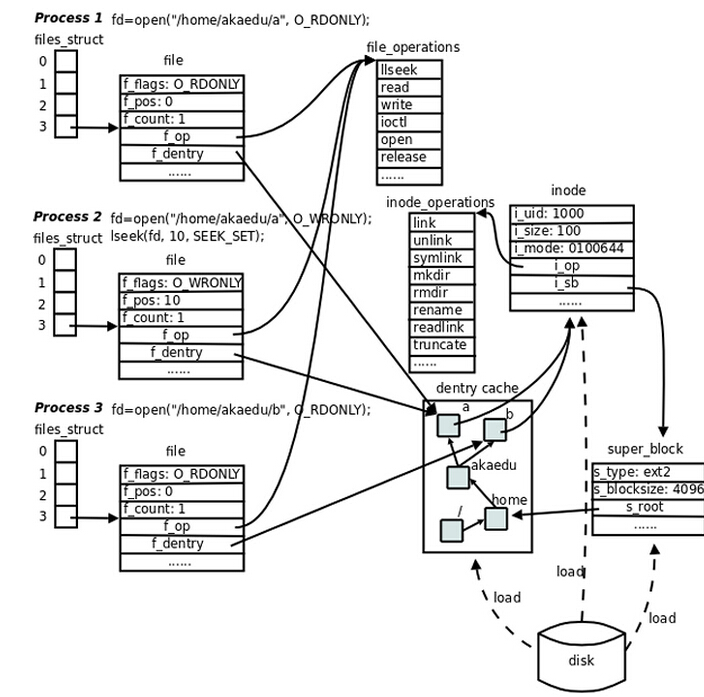 Process 1 fd=open("/home/akaedu/a", O_RDONLY);
files_struct
0
1
2
3
file
f_flags: O_RDONLY
f_pos: 0
f_count: 1
f_op
f_dentry
......
file_operations
llseek
read
write
ioctl
open
release
......
Process 2 fd=open("/home/akaedu/a", O_WRONLY);
lseek(fd, 10, SEEK_SET);
files_struct
0
1
2
3
file
f_flags: O_WRONLY
f_pos: 10
f_count: 1
f_op
f_dentry
......
inode_operations
link
unlink
symlink
mkdir
rmdir
rename
readlink
truncate
......
inode
i_uid: 1000
i_size: 100
i_mode: 0100644
i_op
i_sb
......
Process 3 fd=open("/home/akaedu/b", O_RDONLY);
files_struct
0
1
2
3
file
f_flags: O_RDONLY
f_pos: 0
f_count: 1
f_op
f_dentry
......
dentry cache
a
b
akaedu
home
/
super_block
s_type: ext2
s_blocksize: 4096
s_root
......
load
load
load
disk